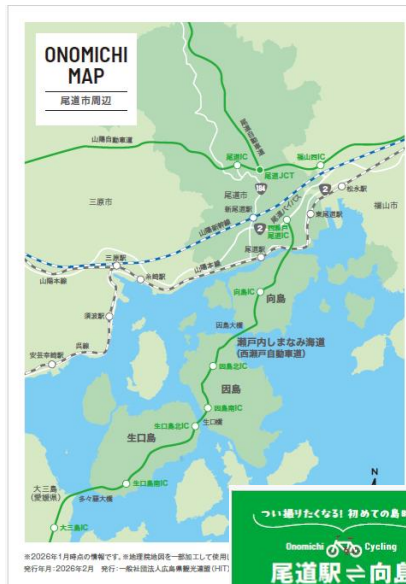 ONOMICHI
MAP
尾道市周辺
山陽自動車道
尾道IC
福山西IC
尾道JCT
184
尾道市
新尾道駅
2
松永駅
東尾道駅
福山市
三原市
尾道バイパス
2
西瀬戸
尾道IC
山陽新幹線
尾道駅
三原駅
糸崎駅
山陽本線
山陽本線
向島IC
向島
須波駅
因島大橋
呉線
安芸幸崎駅
瀬戸内しまなみ海道
(西瀬戸自動車道)
因島北IC
因島
因島南IC
生口島北IC
生口橋
生口島
大三島
(愛媛県)
多々羅大橋
生口島南IC
大三島IC
N
つい撮りたくなる! 初めての島時
Onomichi Cycling
尾道駅⇌向島
※2026年1月時点の情報です。※地理院地図を一部加工して使用
発行年月:2026年2月 発行:一般社団法人広島県観光連盟(HIT)